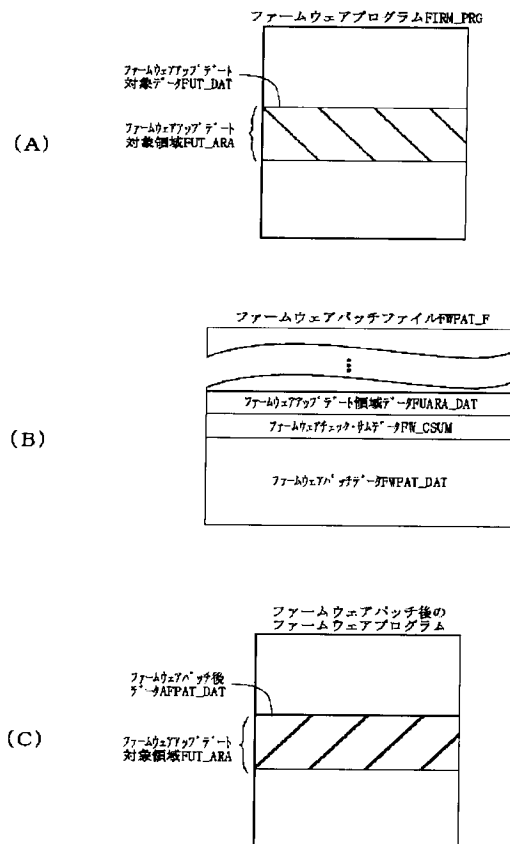 ファームウェアプログラムFIRM_PRG
ファームウェアアップデート
対象データFUT_DAT
(A)
ファームウェアアップデート
対象領域FUT_ARA
ファームウェアパッチファイルFWPAT_F
ファームウェアアップデート領域データFUARA_DAT
(B)
ファームウェアチェック・サムデータFW_CSUM
ファームウェアパッチデータFWPAT_DAT
ファームウェアパッチ後の
ファームウェアプログラム
ファームウェアパッチ後
データAFPAT_DAT
(C)
ファームウェアアップデート
対象領域FUT_ARA